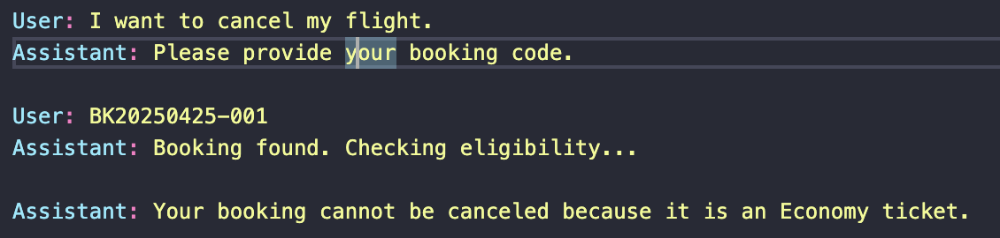 User: I want to cancel my flight.
Assistant: Please provide your booking code.
User: BK20250425-001
Assistant: Booking found. Checking eligibility...
Assistant: Your booking cannot be canceled because it is an Economy ticket.